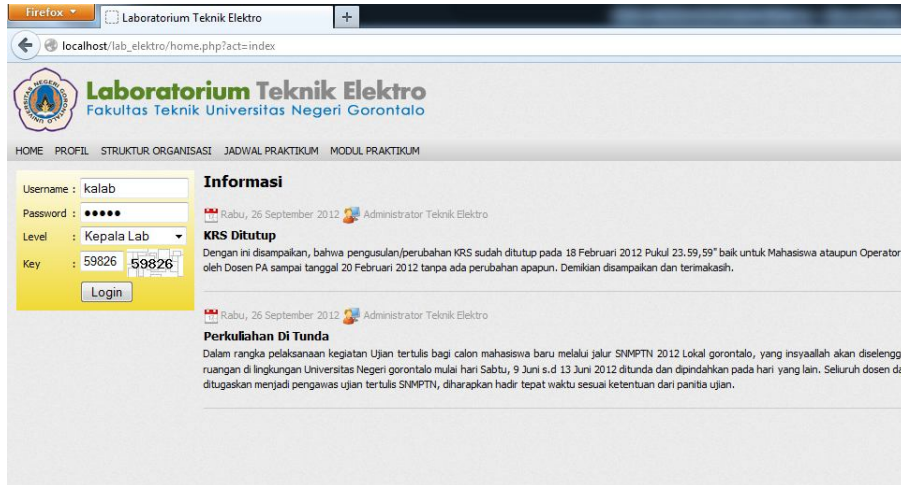 Firefox
Laboratorium Teknik Elektro
+
localhost/lab_elektro/home.php?act=index
Laboratorium Teknik Elektro
Fakultas Teknik Universitas Negeri Gorontalo
HOME PROFIL STRUKTUR ORGANISASI JADWAL PRAKTIKUM MODUL PRAKTIKUM
Username : kalab
Password : ●●●●●
Level : Kepala Lab
Key : 59826 59826
Login
Informasi
Rabu, 26 September 2012 Administrator Teknik Elektro
KRS Ditutup
Dengan ini disampaikan, bahwa pengusulan/perubahan KRS sudah ditutup pada 18 Februari 2012 Pukul 23.59,59" baik untuk Mahasiswa ataupun Operator
oleh Dosen PA sampai tanggal 20 Februari 2012 tanpa ada perubahan apapun. Demikian disampaikan dan terimakasih.
Rabu, 26 September 2012 Administrator Teknik Elektro
Perkuliahan Di Tunda
Dalam rangka pelaksanaan kegiatan Ujian tertulis bagi calon mahasiswa baru melalui jalur SNMPTN 2012 Lokal gorontalo, yang insyaallah akan diselengg
ruangan di lingkungan Universitas Negeri gorontalo mulai hari Sabtu, 9 Juni s.d 13 Juni 2012 ditunda dan dipindahkan pada hari yang lain. Seluruh dosen da
ditugaskan menjadi pengawas ujian tertulis SNMPTN, diharapkan hadir tepat waktu sesuai ketentuan dari panitia ujian.